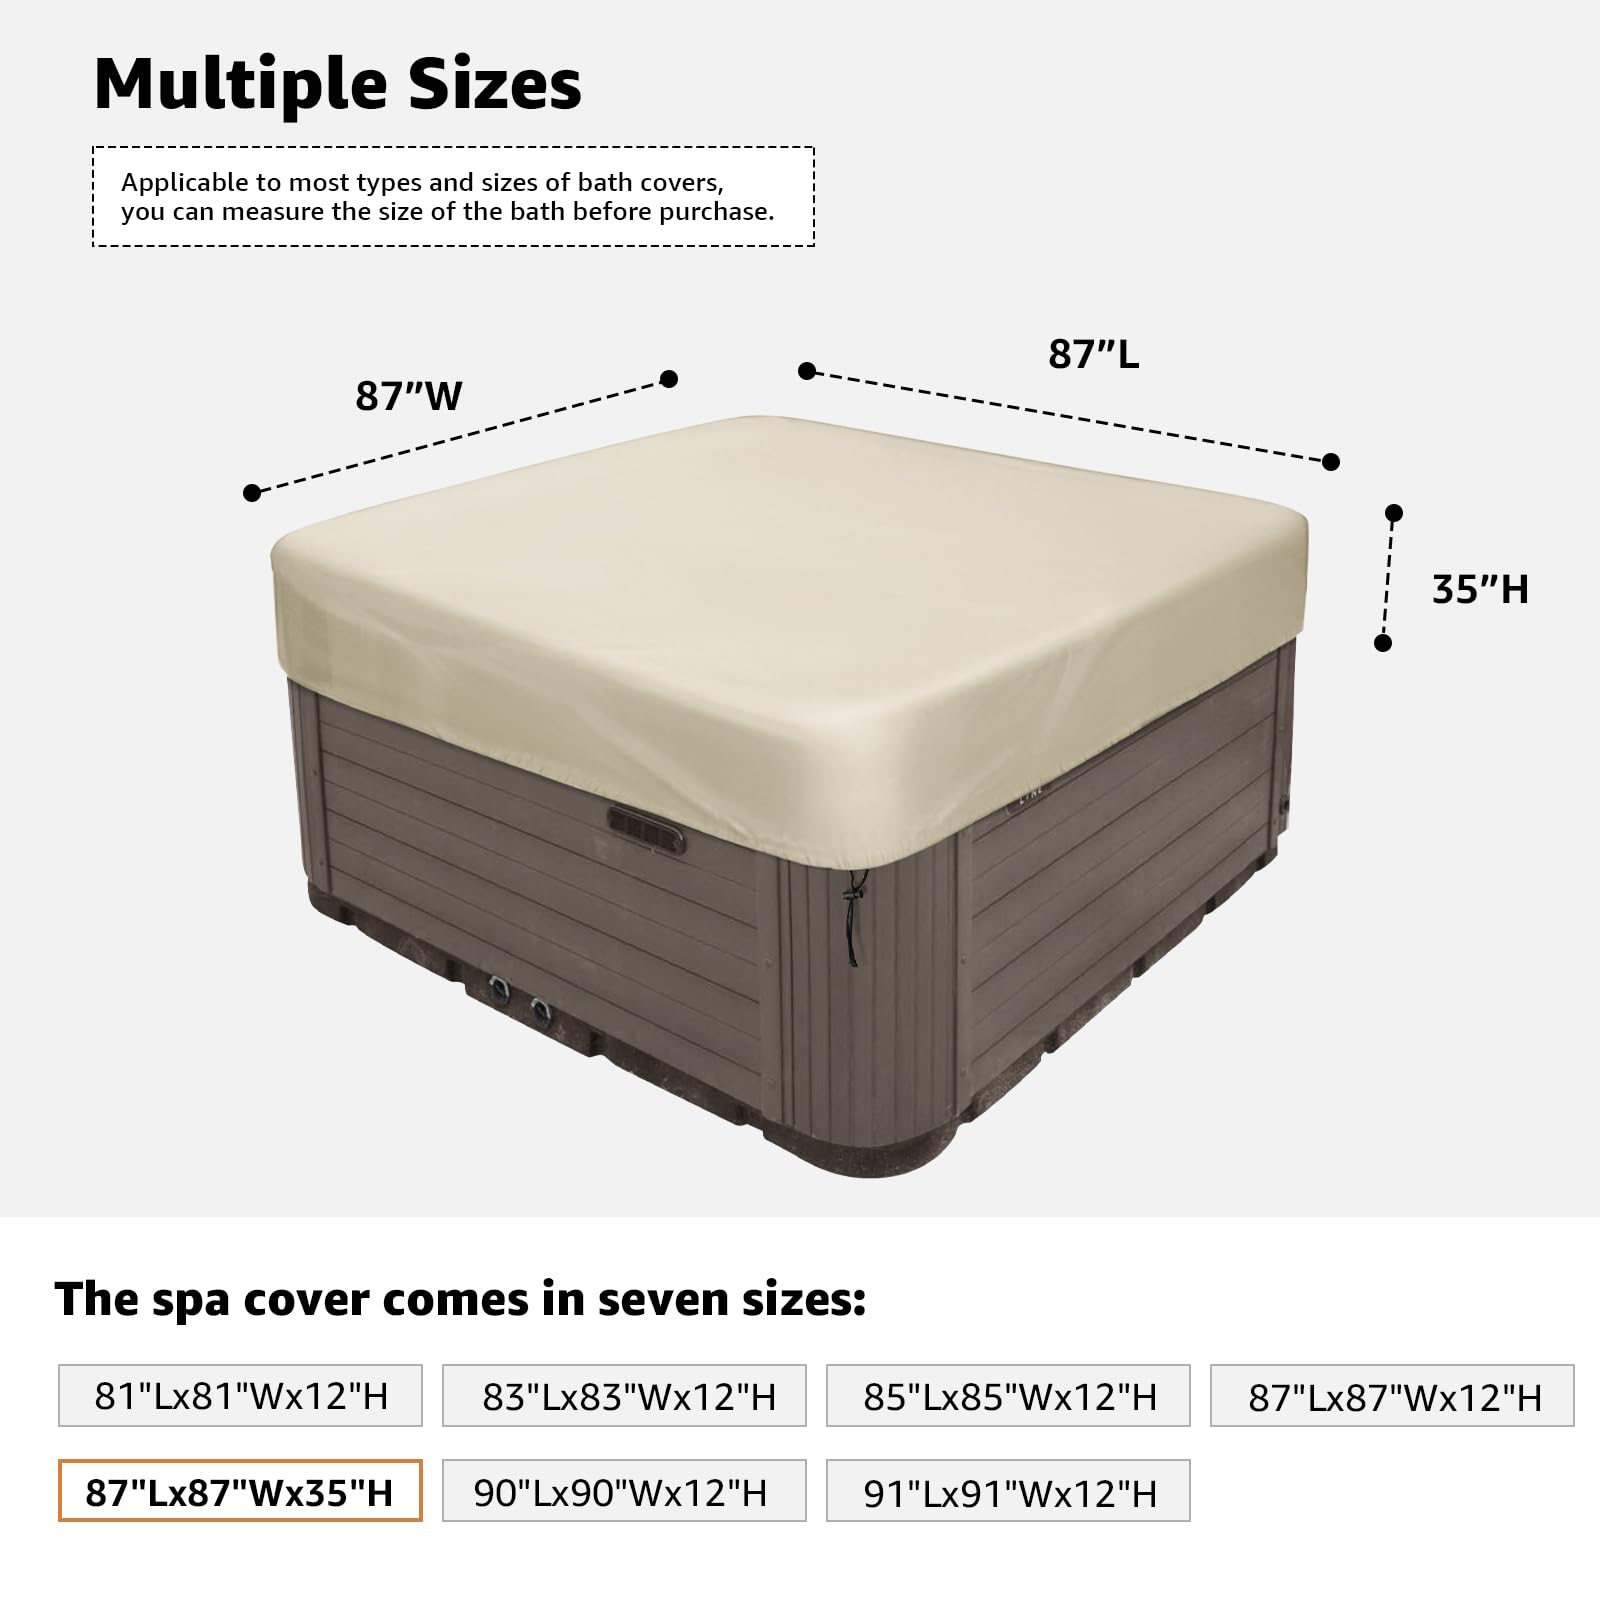 Multiple Sizes
Applicable to most types and sizes of bath covers,
you can measure the size of the bath before purchase.
87”W
87”L
35”H
The spa cover comes in seven sizes:
81"Lx81"Wx12"H
83"Lx83"Wx12"H
85"Lx85"Wx12"H
87"Lx87"Wx12"H
87"Lx87"Wx35"H
90"Lx90"Wx12"H
91"Lx91"Wx12"H